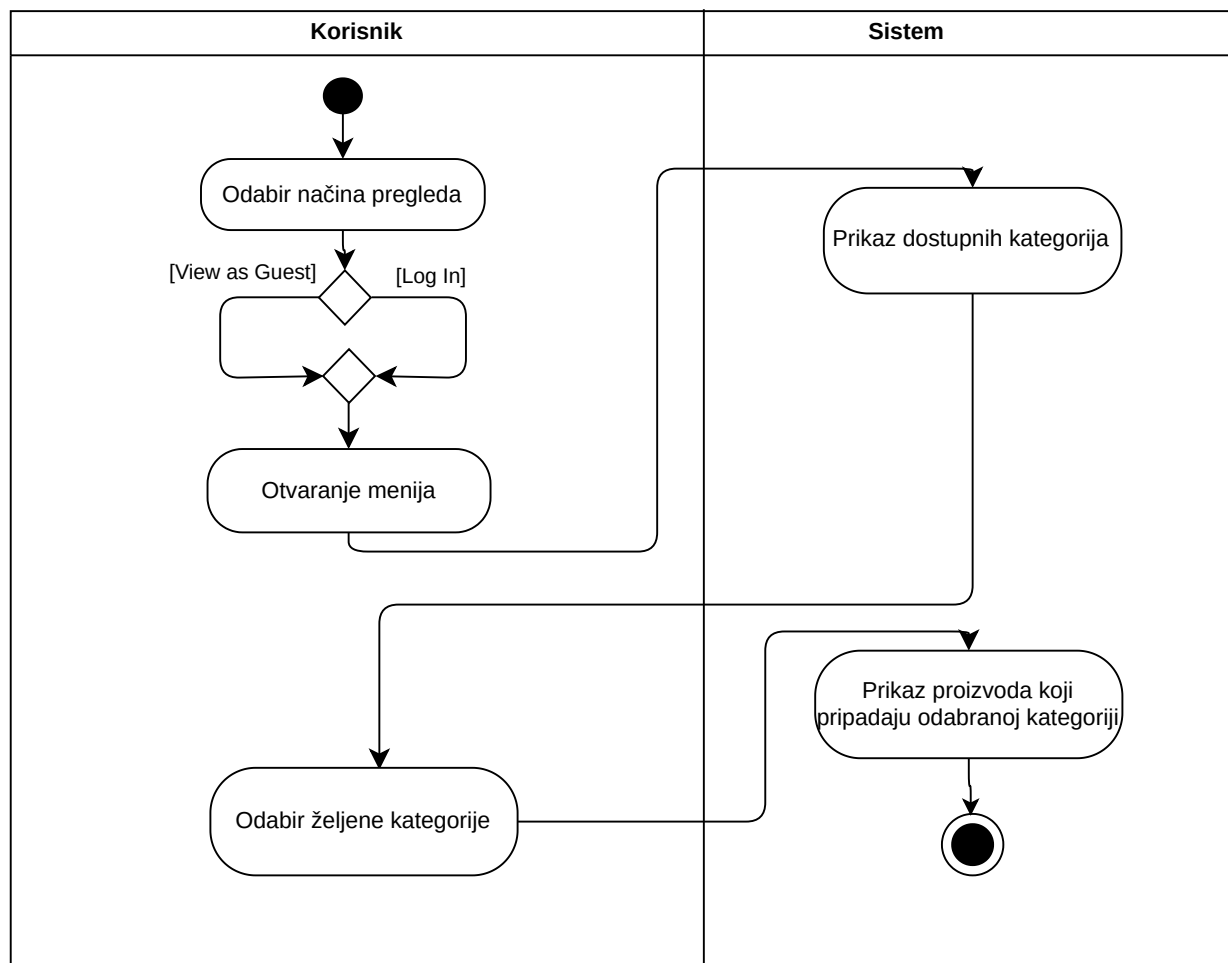 Korisnik
Sistem
Odabir načina pregleda
[View as Guest]
[Log In]
Otvaranje menija
Prikaz dostupnih kategorija
Odabir željene kategorije
Prikaz proizvoda koji
pripadaju odabranoj kategoriji